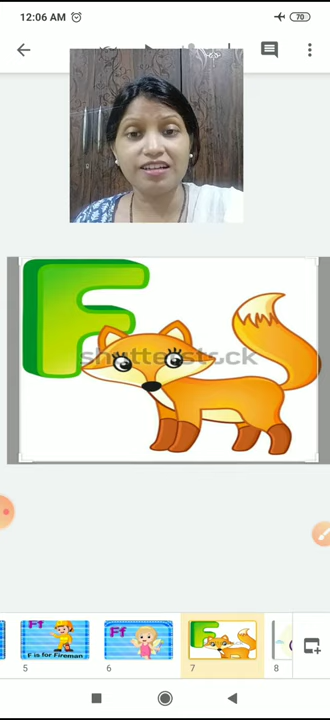 12:06 AM
70
F
shutterstock
Ff
F is for Fireman
Ff
F
5
6
7
8